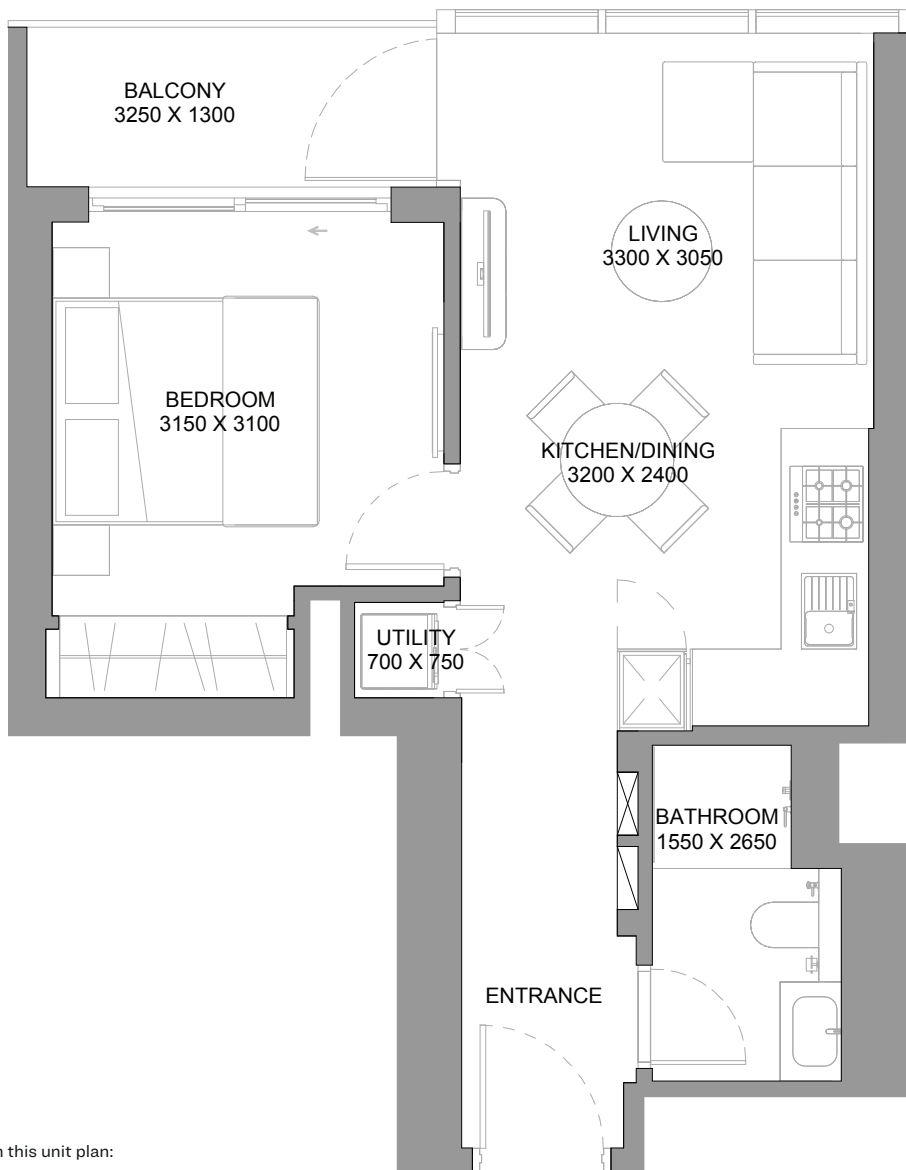 BALCONY
3250 X 1300
LIVING
3300 X 3050
BEDROOM
3150 X 3100
KITCHEN/DINING
3200 X 2400
UTILITY
700 X 750
BATHROOM
1550 X 2650
ENTRANCE
this unit plan: